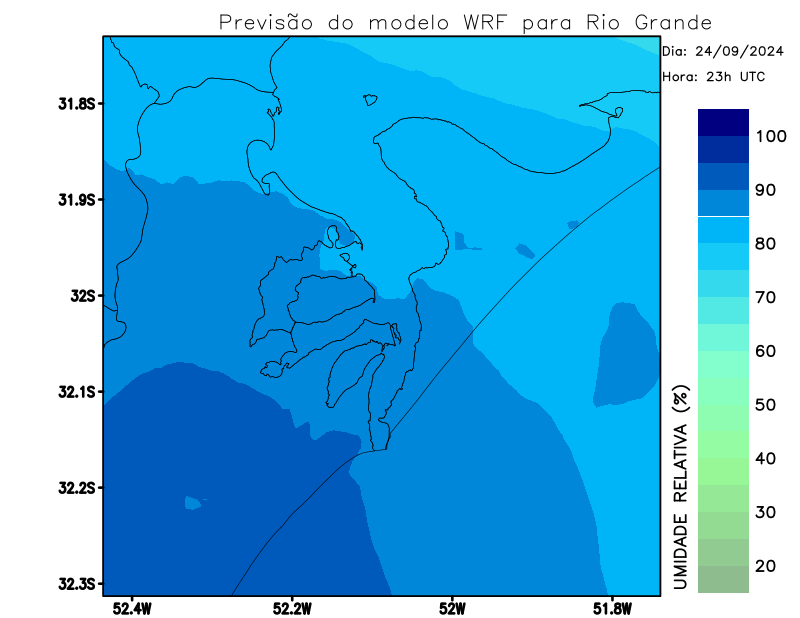 Previsão do modelo WRF para Rio Grande
Dia: 24/09/2024
Hora: 23h UTC
31.8S
31.9S
32S
32.1S
32.2S
32.3S
52.4W
52.2W
52W
51.8W
UMIDADE RELATIVA (%)
100
90
80
70
60
50
40
30
20